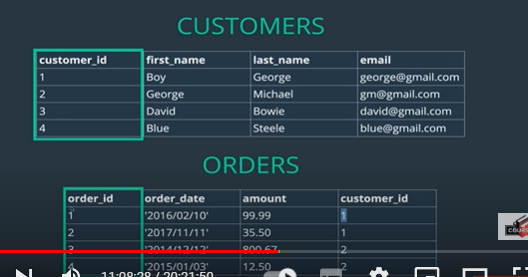 CUSTOMERS
customer_id first_name last_name email
1 Boy George george@gmail.com
2 George Michael gm@gmail.com
3 David Bowie david@gmail.com
4 Blue Steele blue@gmail.com
ORDERS
order_id order_date amount customer_id
1 '2016/02/10' 99.99 1
2 '2017/11/11' 35.50 1
3 '2014/12/12' 800.67 2
4 '2015/01/03' 12.50 2
11:08:28 / 20:21:50